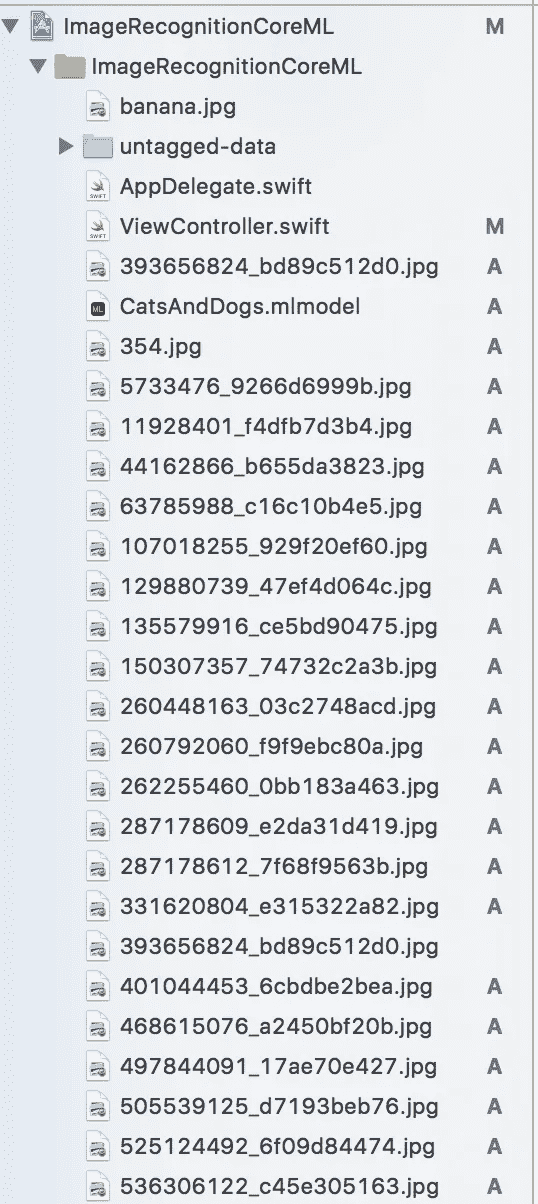 ImageRecognitionCoreML M
ImageRecognitionCoreML
banana.jpg
untagged-data
AppDelegate.swift
ViewController.swift M
393656824_bd89c512d0.jpg A
CatsAndDogs.mlmodel A
354.jpg A
5733476_9266d6999b.jpg A
11928401_f4dfb7d3b4.jpg A
44162866_b655da3823.jpg A
63785988_c16c10b4e5.jpg A
107018255_929f20ef60.jpg A
129880739_47ef4d064c.jpg A
135579916_ce5bd90475.jpg A
150307357_74732c2a3b.jpg A
260448163_03c2748acd.jpg A
260792060_f9f9ebc80a.jpg A
262255460_0bb183a463.jpg A
287178609_e2da31d419.jpg A
287178612_7f68f9563b.jpg A
331620804_e315322a82.jpg A
393656824_bd89c512d0.jpg
401044453_6cbdbe2bea.jpg A
468615076_a2450bf20b.jpg A
497844091_17ae70e427.jpg A
505539125_d7193beb76.jpg A
525124492_6f09d84474.jpg A
536306122_c45e305163.jpg A